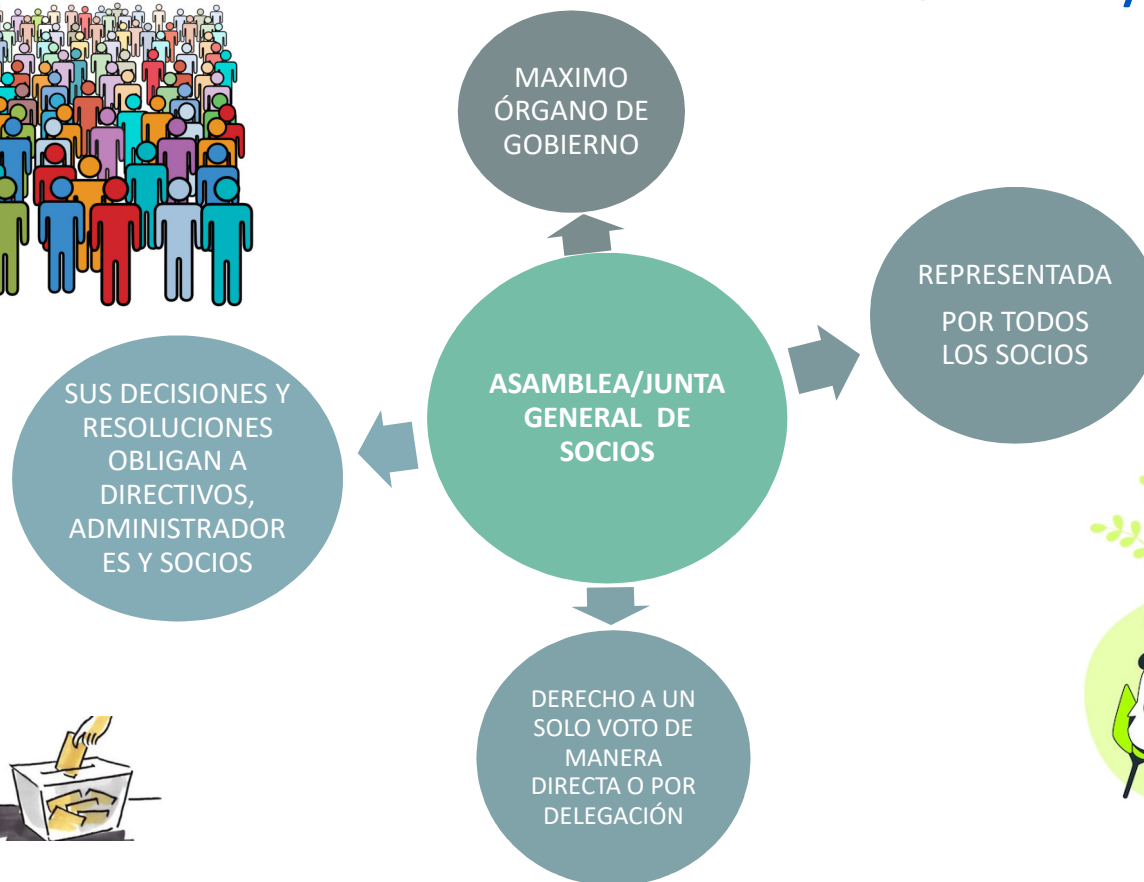 MAXIMO
ÓRGANO DE
GOBIERNO
REPRESENTADA
POR TODOS
LOS SOCIOS
ASAMBLEA/JUNTA
GENERAL DE
SOCIOS
SUS DECISIONES Y
RESOLUCIONES
OBLIGAN A
DIRECTIVOS,
ADMINISTRADOR
ES Y SOCIOS
DERECHO A UN
SOLO VOTO DE
MANERA
DIRECTA O POR
DELEGACIÓN